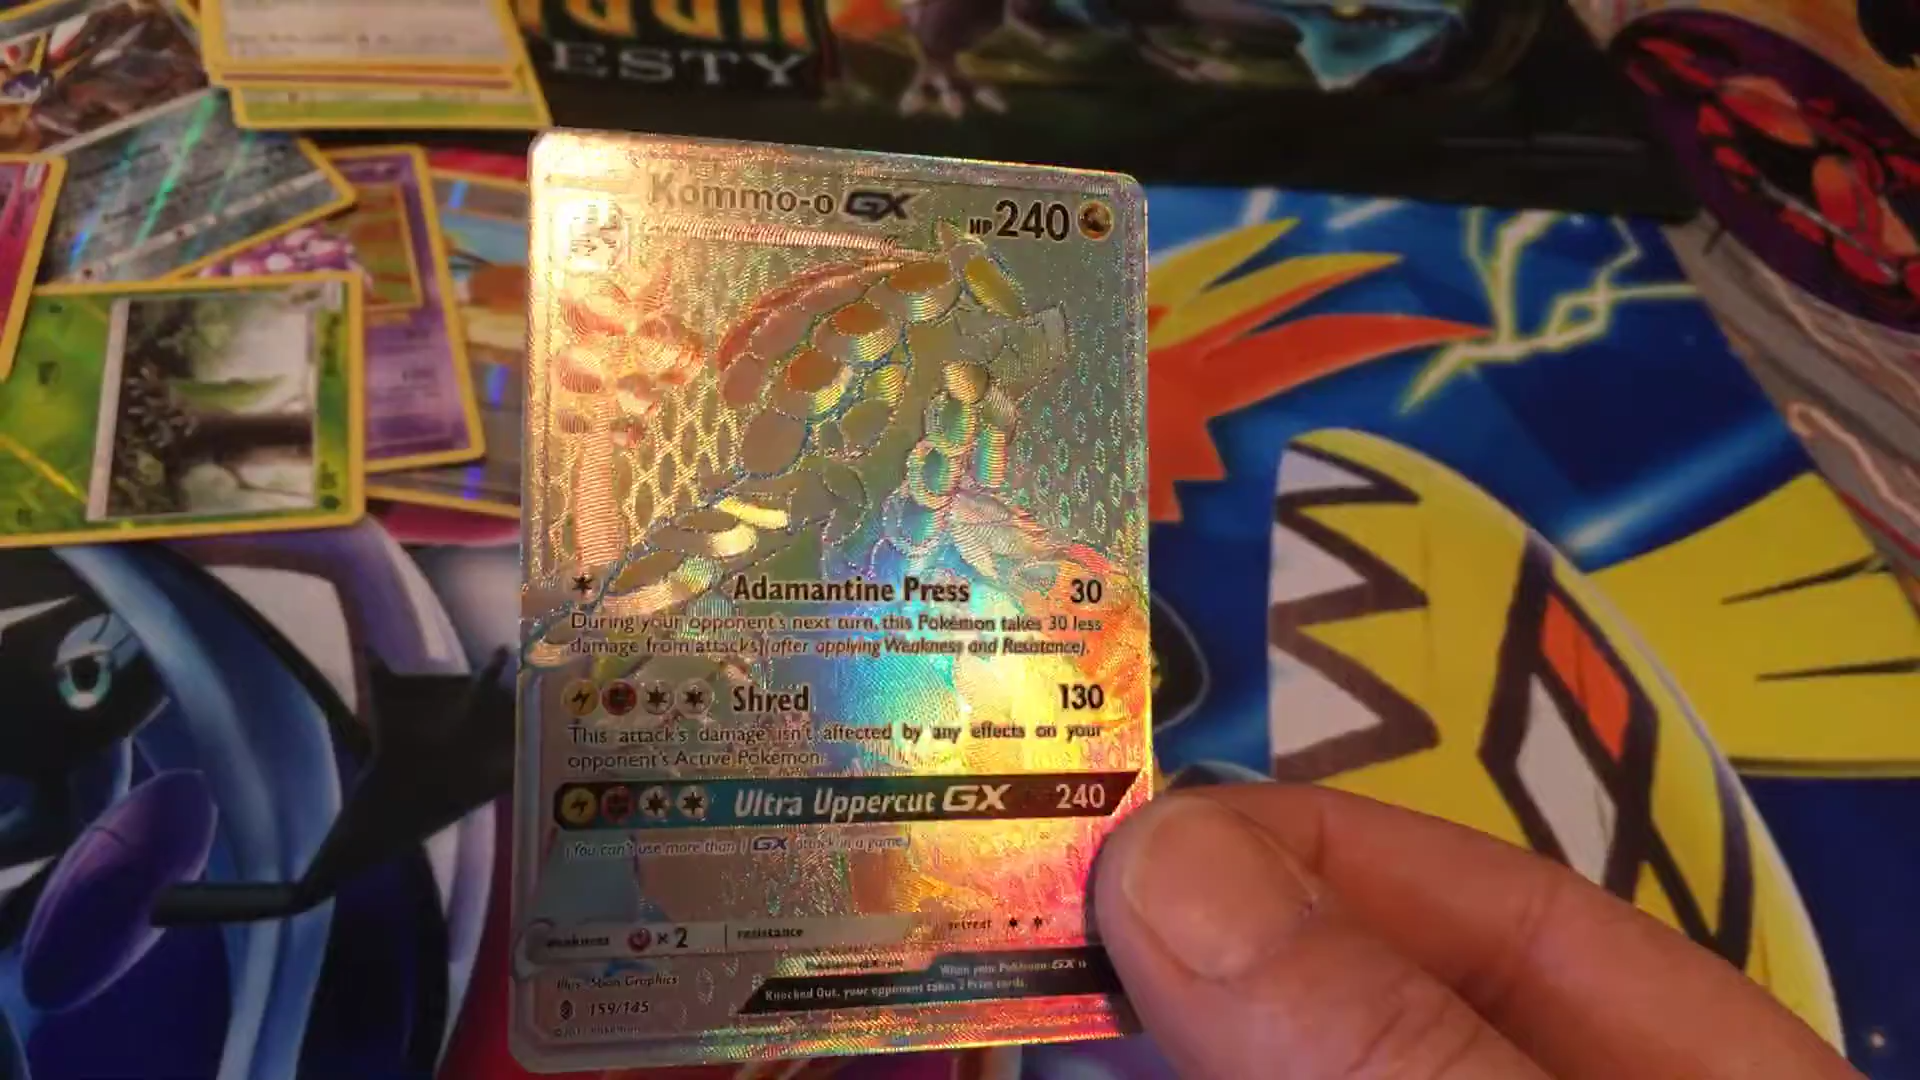 ESTY
Kommo-o GX
HP 240
Adamantine Press 30
During your opponent's next turn, this Pokémon takes 30 less
damage from attacks (after applying Weakness and Resistance).
Shred 130
This attack's damage isn't affected by any effects on your
opponent's Active Pokémon.
Ultra Uppercut GX 240
(You can't use more than 1 GX attack in a game.)
weakness ×2 resistance retreat
Illus. 5ban Graphics
When your Pokémon-GX is
Knocked Out, your opponent takes 2 Prize cards.
159/145